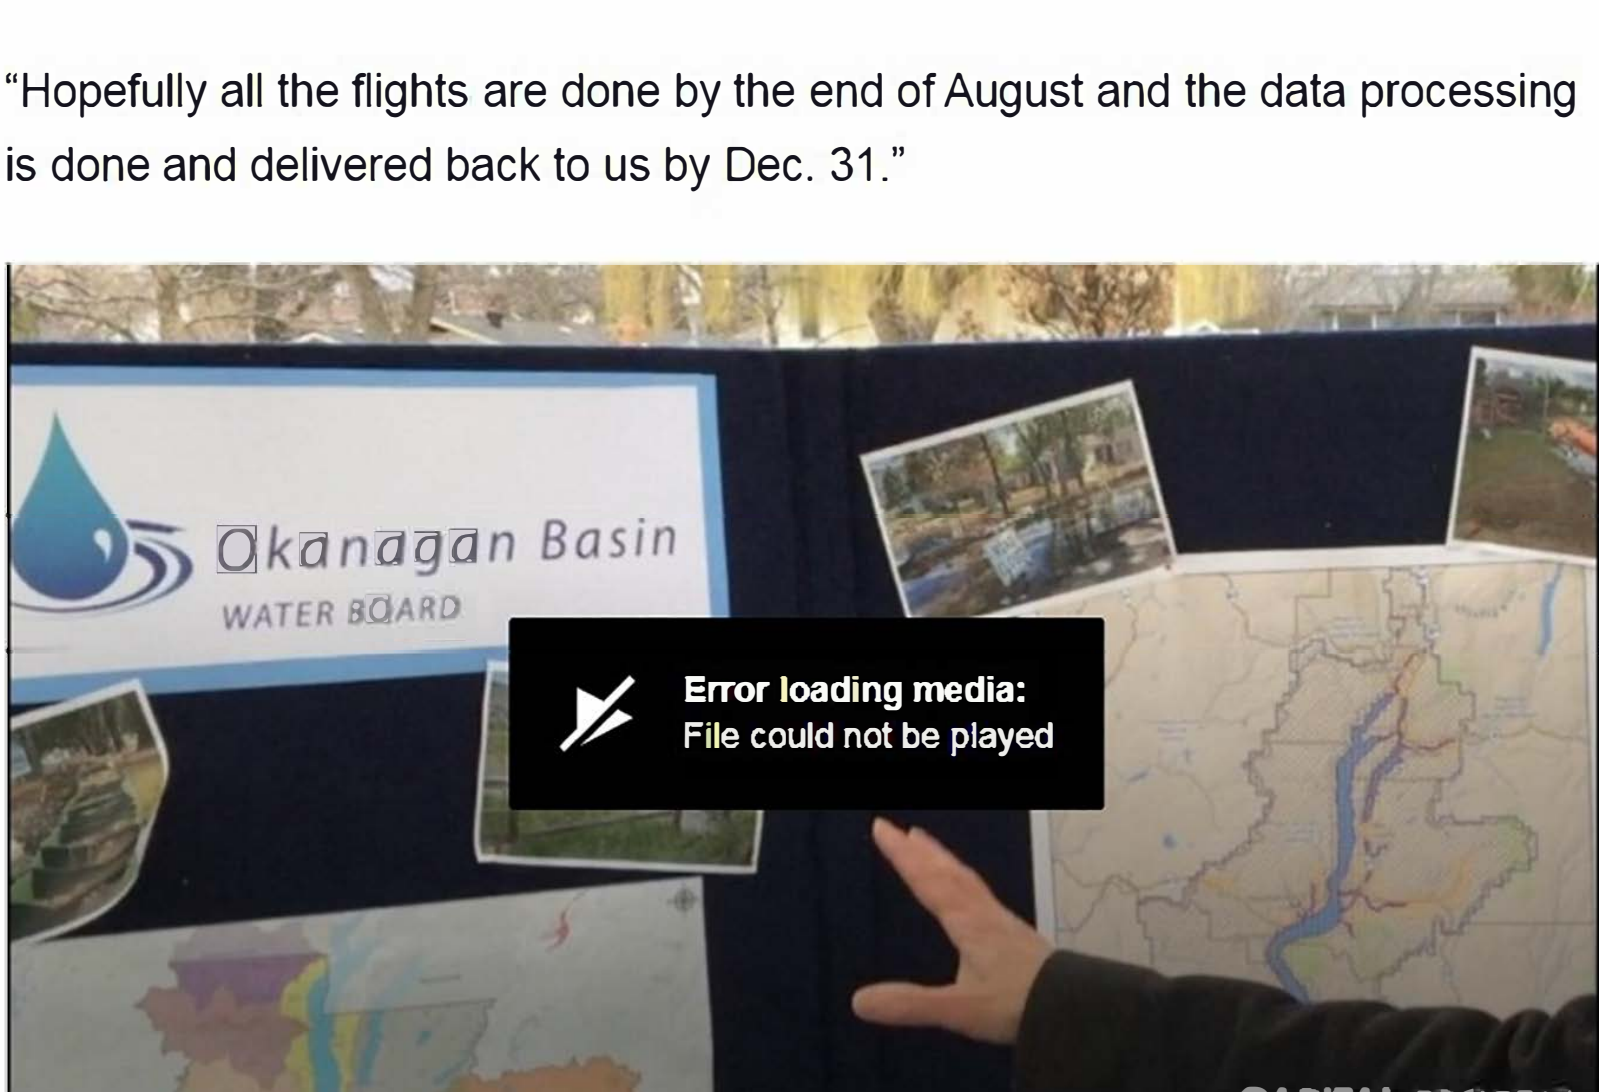 “Hopefully all the flights are done by the end of August and the data processing
is done and delivered back to us by Dec. 31.”
Okanagan Basin
WATER BOARD
Error loading media:
File could not be played